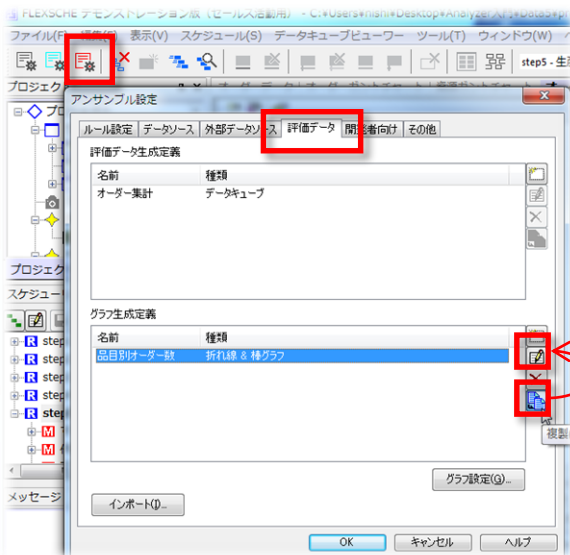 FLEXSCHE デモンストレーション版（セールス活動用） - C:¥Users¥nishi¥Desktop¥Analyzer入門¥Data5¥
ファイル(F) 編集(E) 表示(V) スケジュール(S) データキューブビューワー ツール(T) ウィンドウ(W)
step5 - 生
プロジェク
アンサンブル設定
プロ
ルール設定 データソース 外部データソース 評価データ 開発者向け その他
評価データ生成定義
名前 種類
オーダー集計 データキューブ
プロジェク
スケジュー
グラフ生成定義
名前 種類
品目別オーダー数 折れ線 & 棒グラフ
R step
R step
R step
R step
R step
M
M
複製
グラフ設定(G)...
メッセージ
インポート(I)...
OK キャンセル ヘルプ